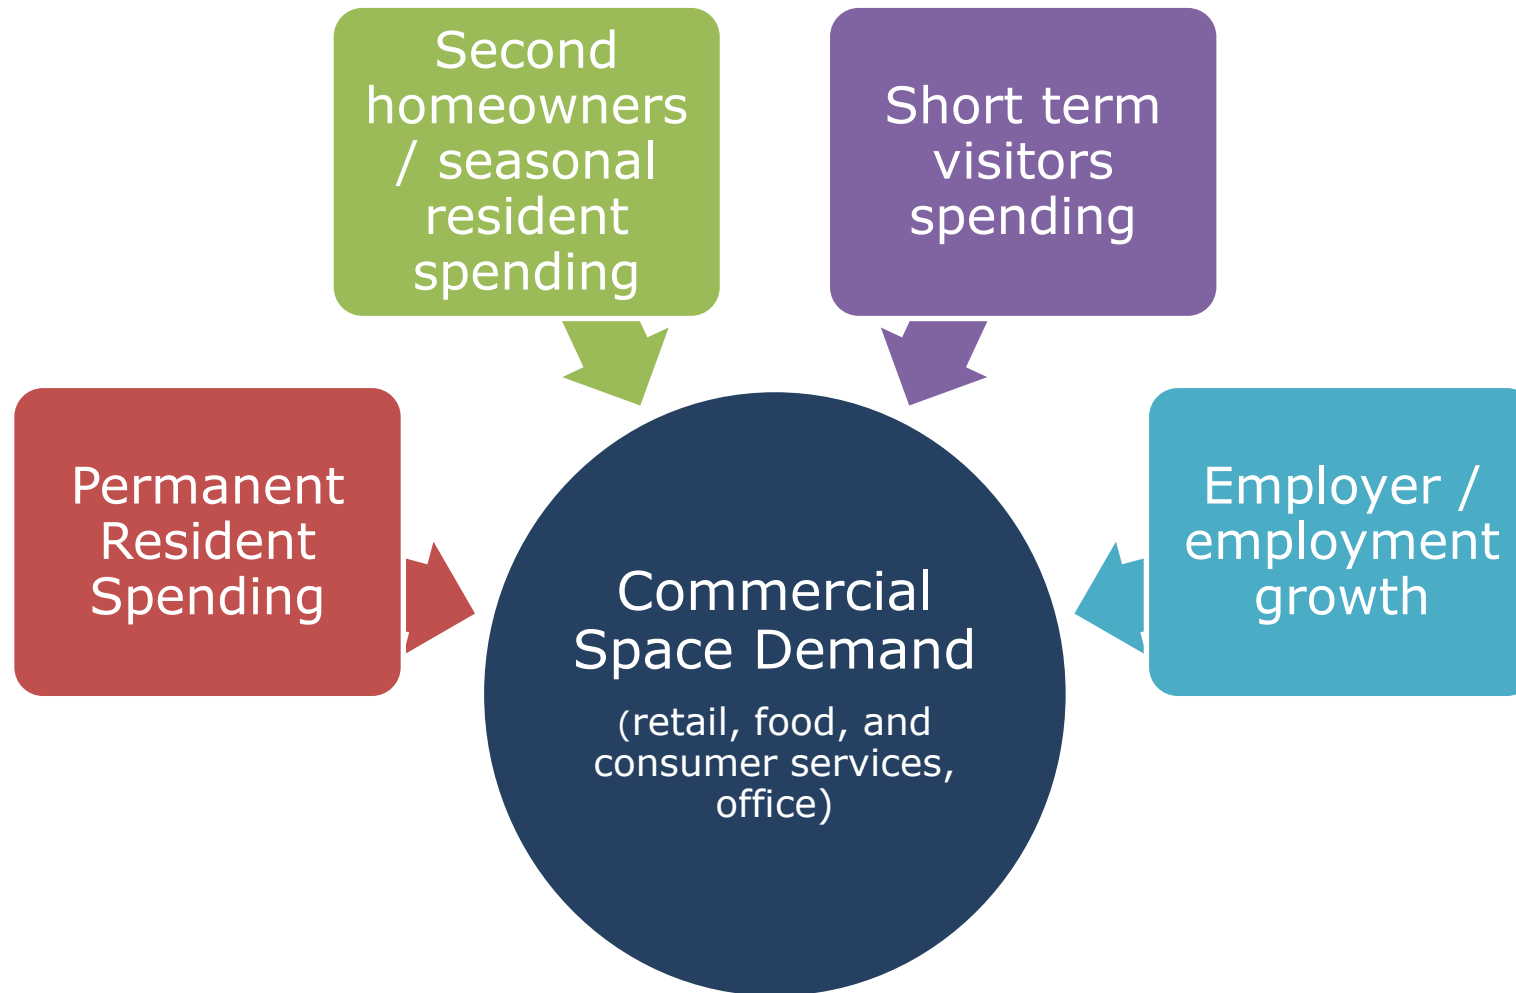 Second
homeowners
/ seasonal
resident
spending
Short term
visitors
spending
Permanent
Resident
Spending
Employer /
employment
growth
Commercial
Space Demand
(retail, food, and
consumer services,
office)